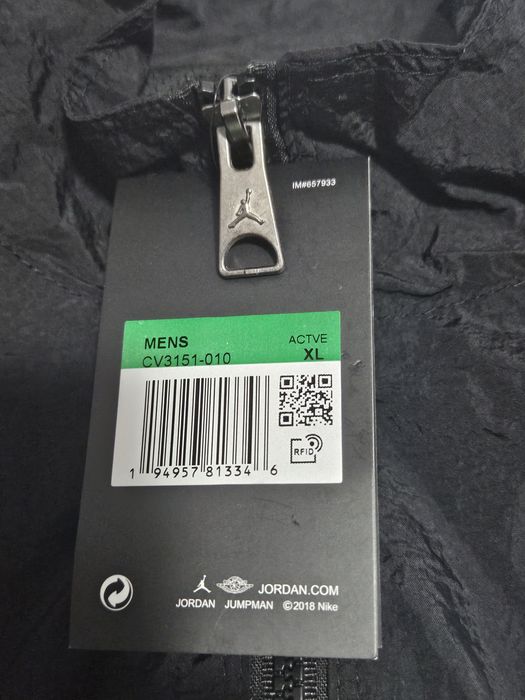 IM#657933
MENS ACTVE
CV3151-010 XL
1 94957 81334 6
RFID
JORDAN.COM
JORDAN JUMPMAN ©2018 Nike